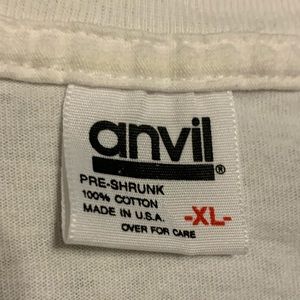 anvil®
PRE-SHRUNK
100% COTTON
MADE IN U.S.A.
-XL-
OVER FOR CARE